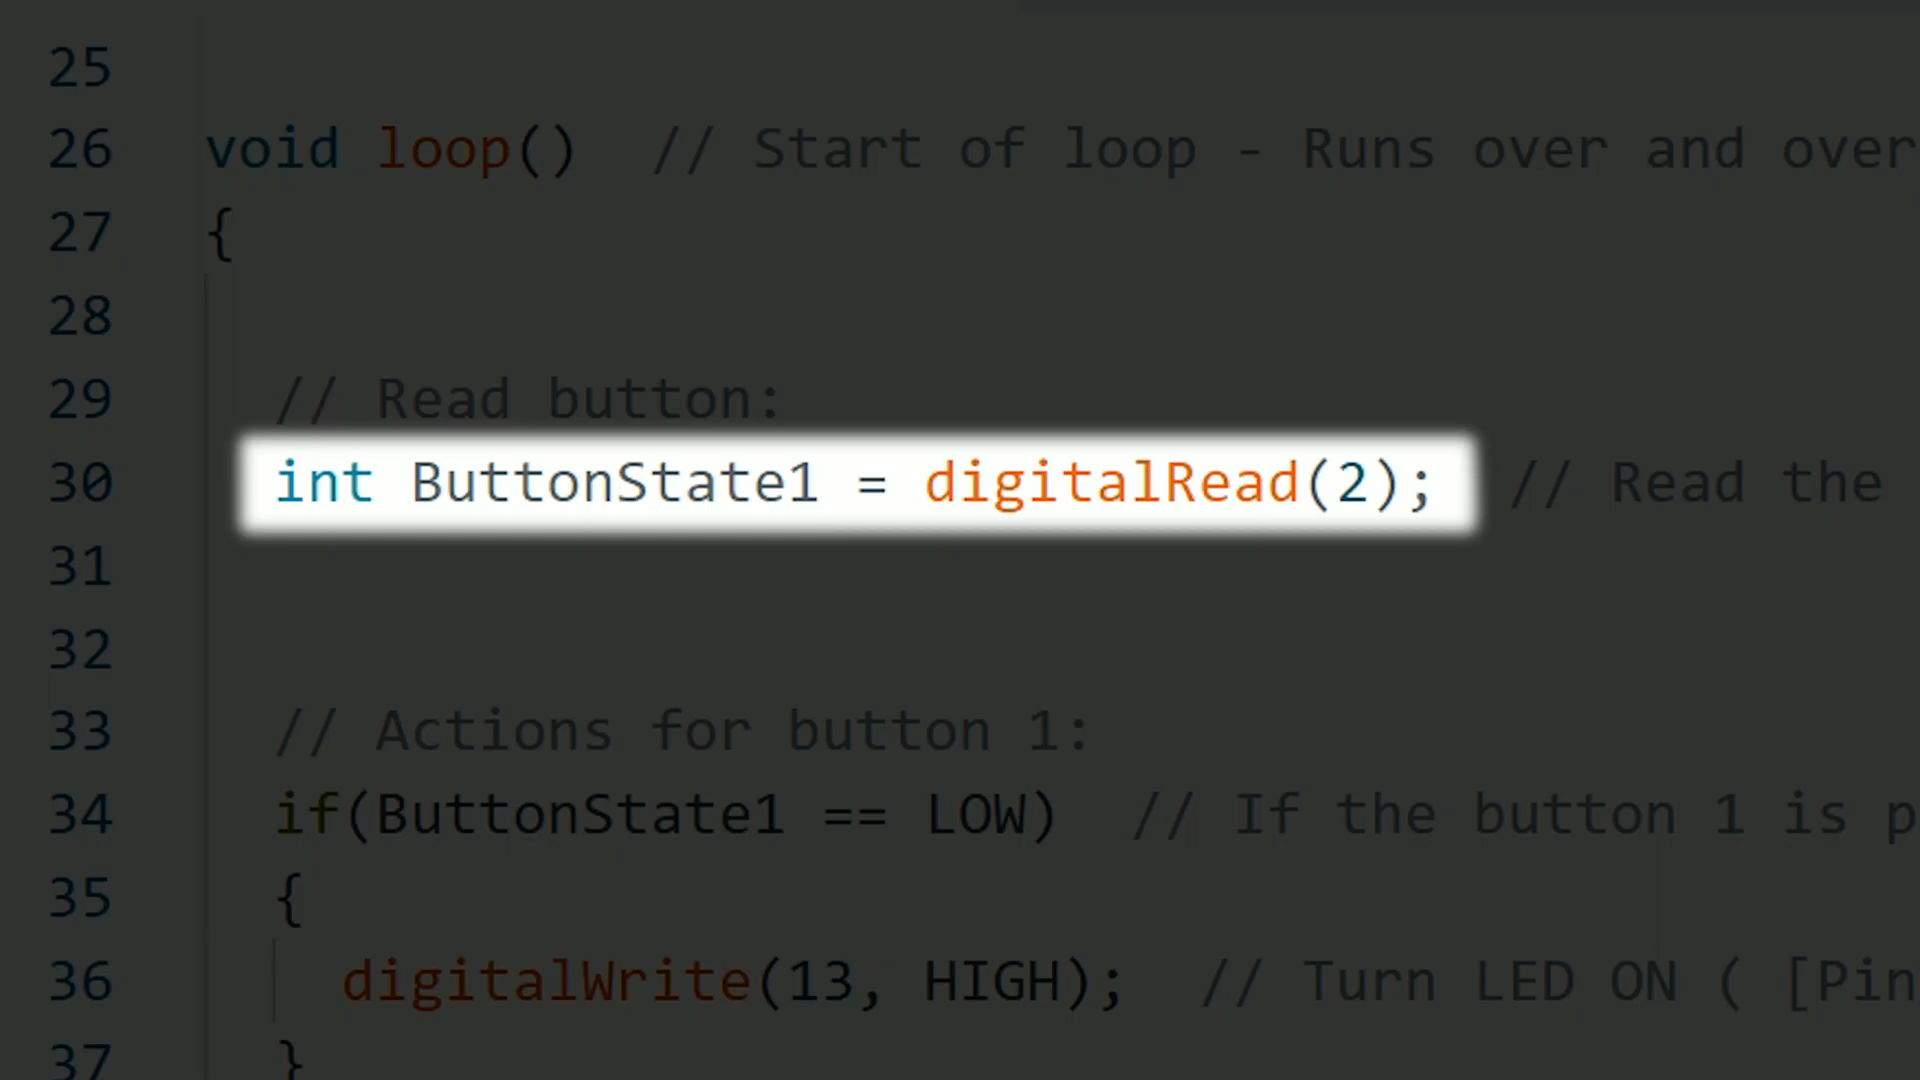 25
26 void loop() // Start of loop - Runs over and over
27 {
28
29 // Read button:
30 int ButtonState1 = digitalRead(2); // Read the
31
32
33 // Actions for button 1:
34 if(ButtonState1 == LOW) // If the button 1 is p
35 {
36 digitalWrite(13, HIGH); // Turn LED ON ( [Pin
37 }